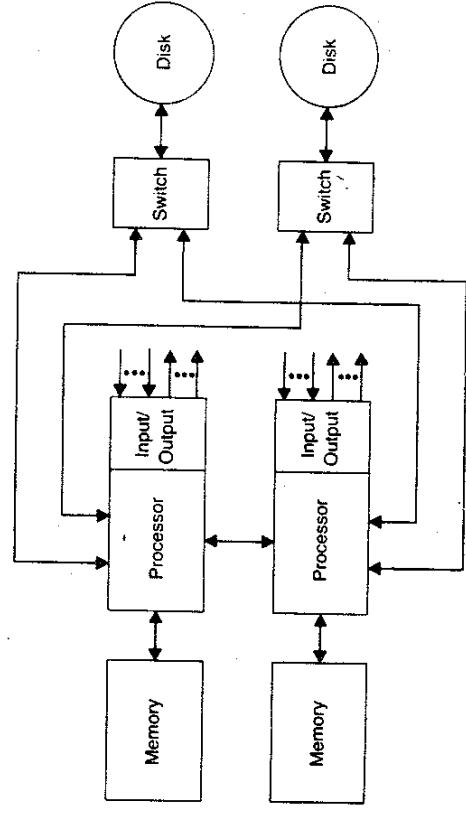 Disk
Disk
Switch
Switch
Input/
Output
Input/
Output
Processor
Processor
Memory
Memory